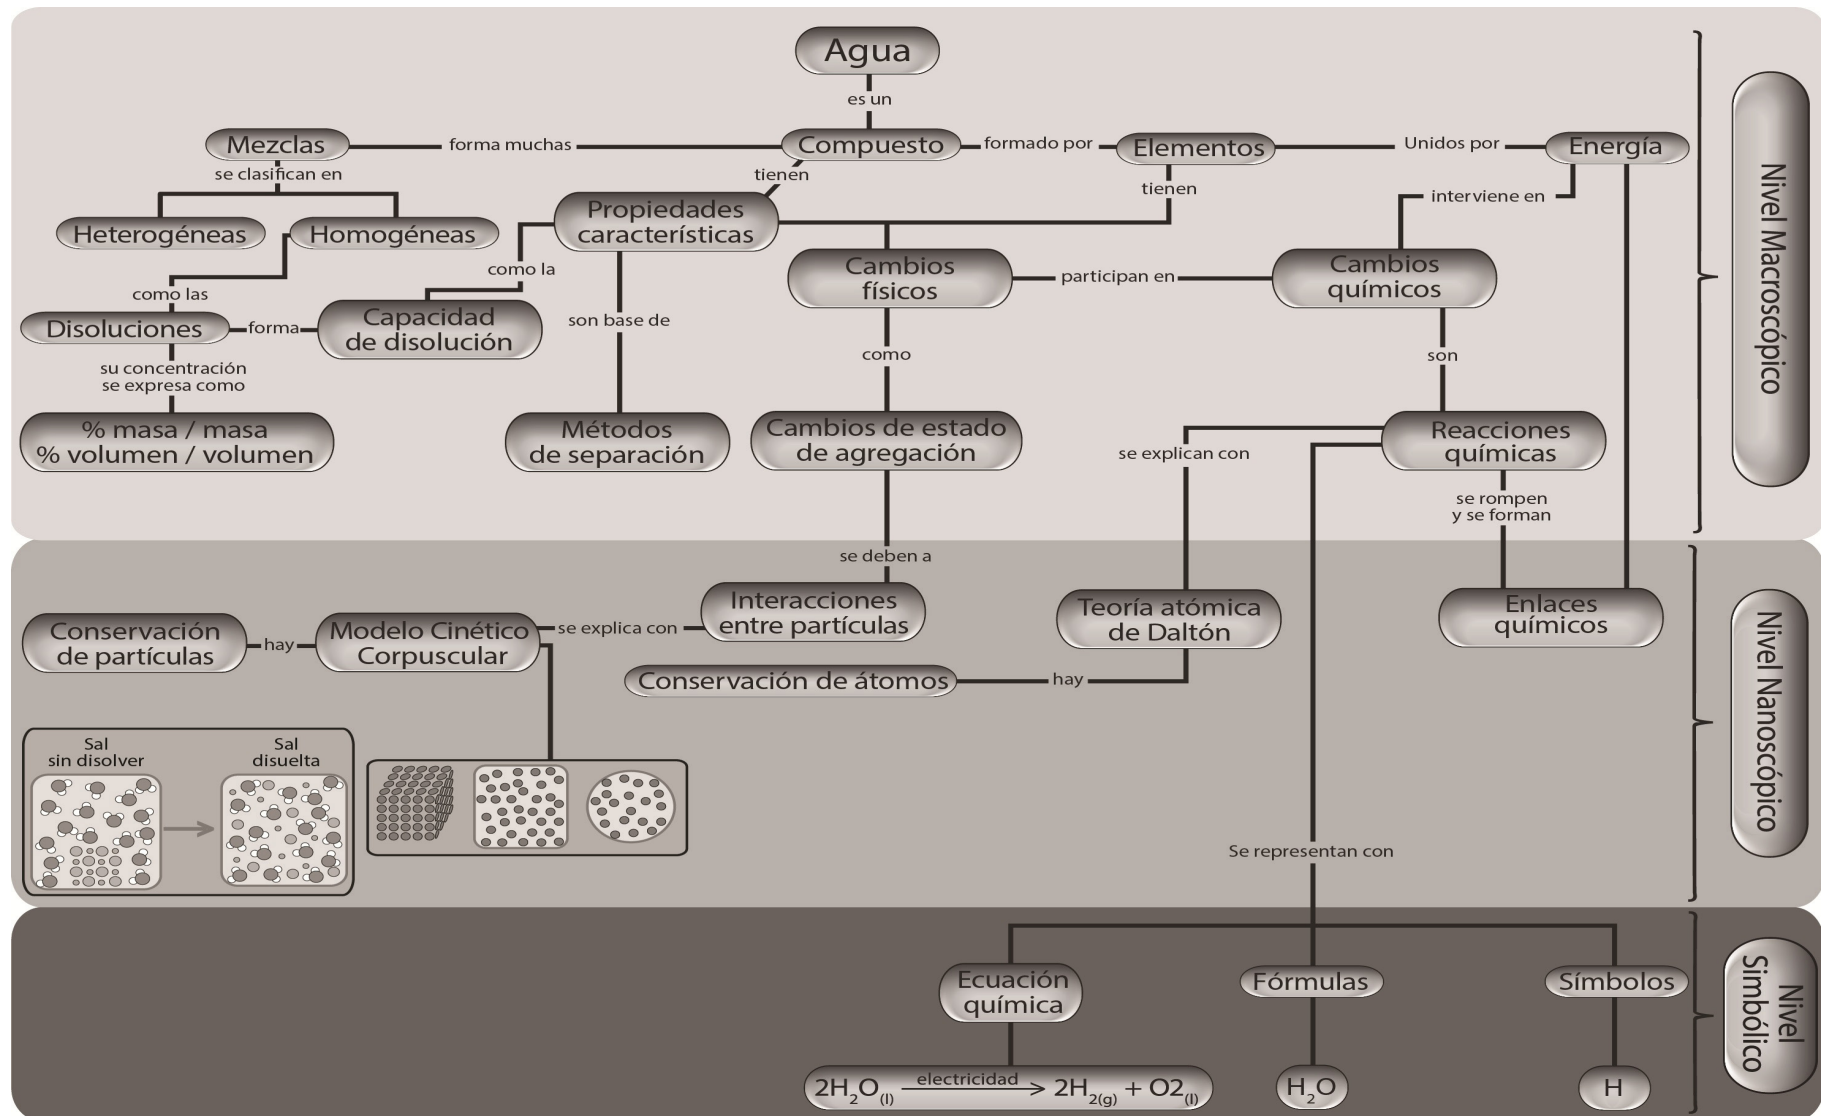 Agua
es un
Mezclas
forma muchas
Compuesto
formado por
Elementos
Unidos por
Energía
se clasifican en
tienen
tienen
interviene en
Heterogéneas
Homogéneas
Propiedades
características
como las
como la
Cambios
físicos
participan en
Cambios
químicos
Disoluciones
forma
Capacidad
de disolución
son base de
como
son
su concentración
se expresa como
% masa / masa
% volumen / volumen
Métodos
de separación
Cambios de estado
de agregación
se explican con
Reacciones
químicas
se rompen
y se forman
Nivel Macroscópico
se deben a
Conservación
de partículas
hay
Modelo Cinético
Corpuscular
se explica con
Interacciones
entre partículas
Teoría atómica
de Daltón
Enlaces
químicos
Conservación de átomos
hay
Sal
sin disolver
Sal
disuelta
Se representan con
Nivel Nanoscópico
Ecuación
química
Fórmulas
Símbolos
2H₂O(l) electricidad 2H₂(g) + O2(l)
H₂O
H
Nivel
Simbólico